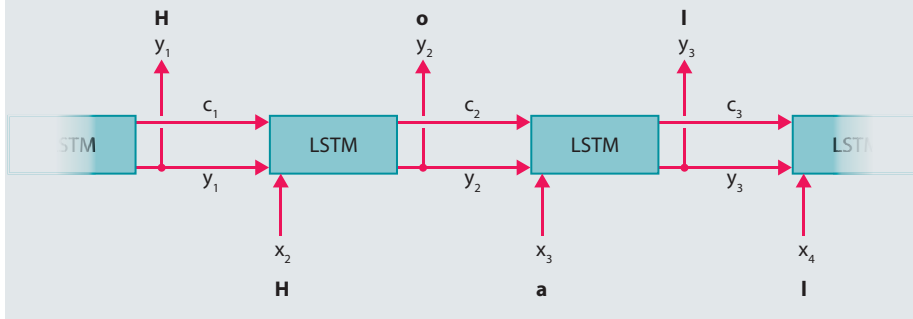 H o l
y1 y2 y3
c1 c2 c3
STM LSTM LSTM LST
y1 y2 y3
x2 x3 x4
H a l